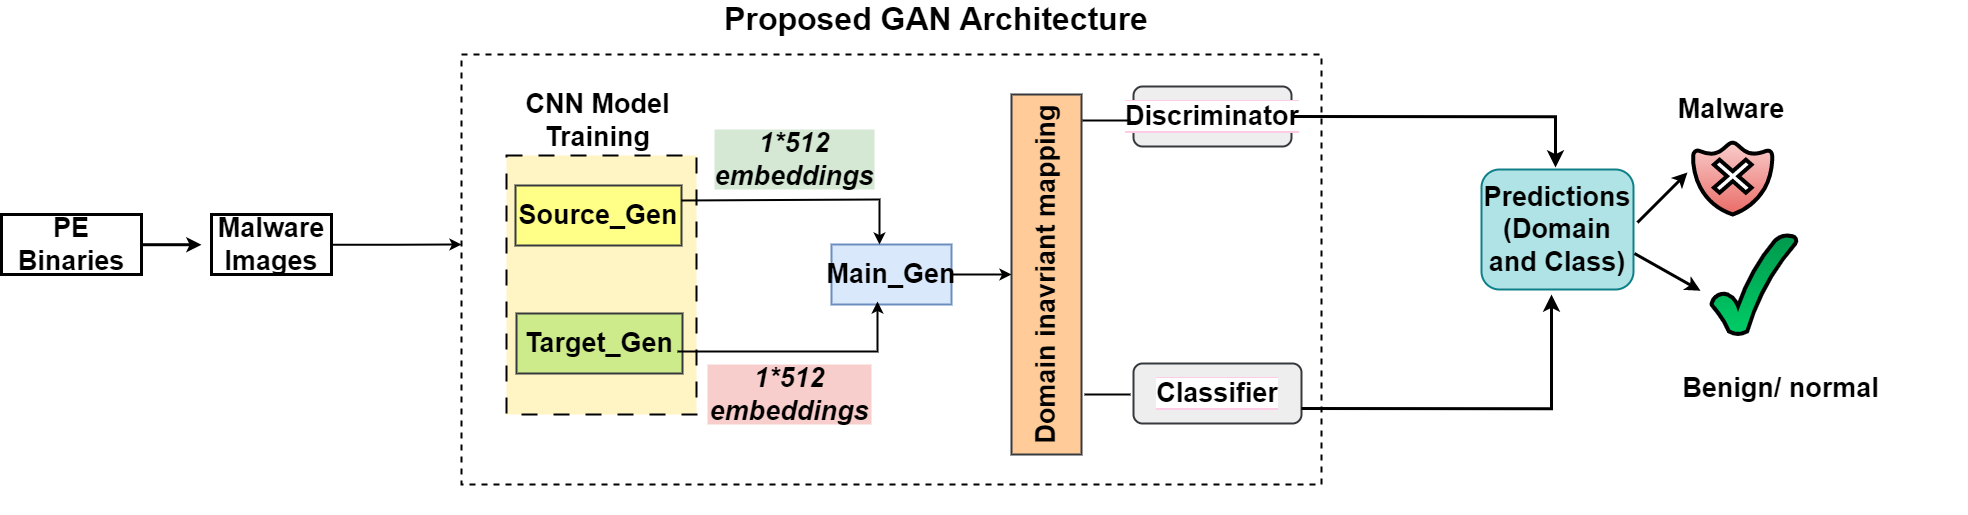 Proposed GAN Architecture
PE
Binaries
Malware
Images
CNN Model
Training
Source_Gen
Target_Gen
1*512
embeddings
1*512
embeddings
Main_Gen
Domain inavriant mapping
Discriminator
Classifier
Predictions
(Domain
and Class)
Malware
Benign/ normal